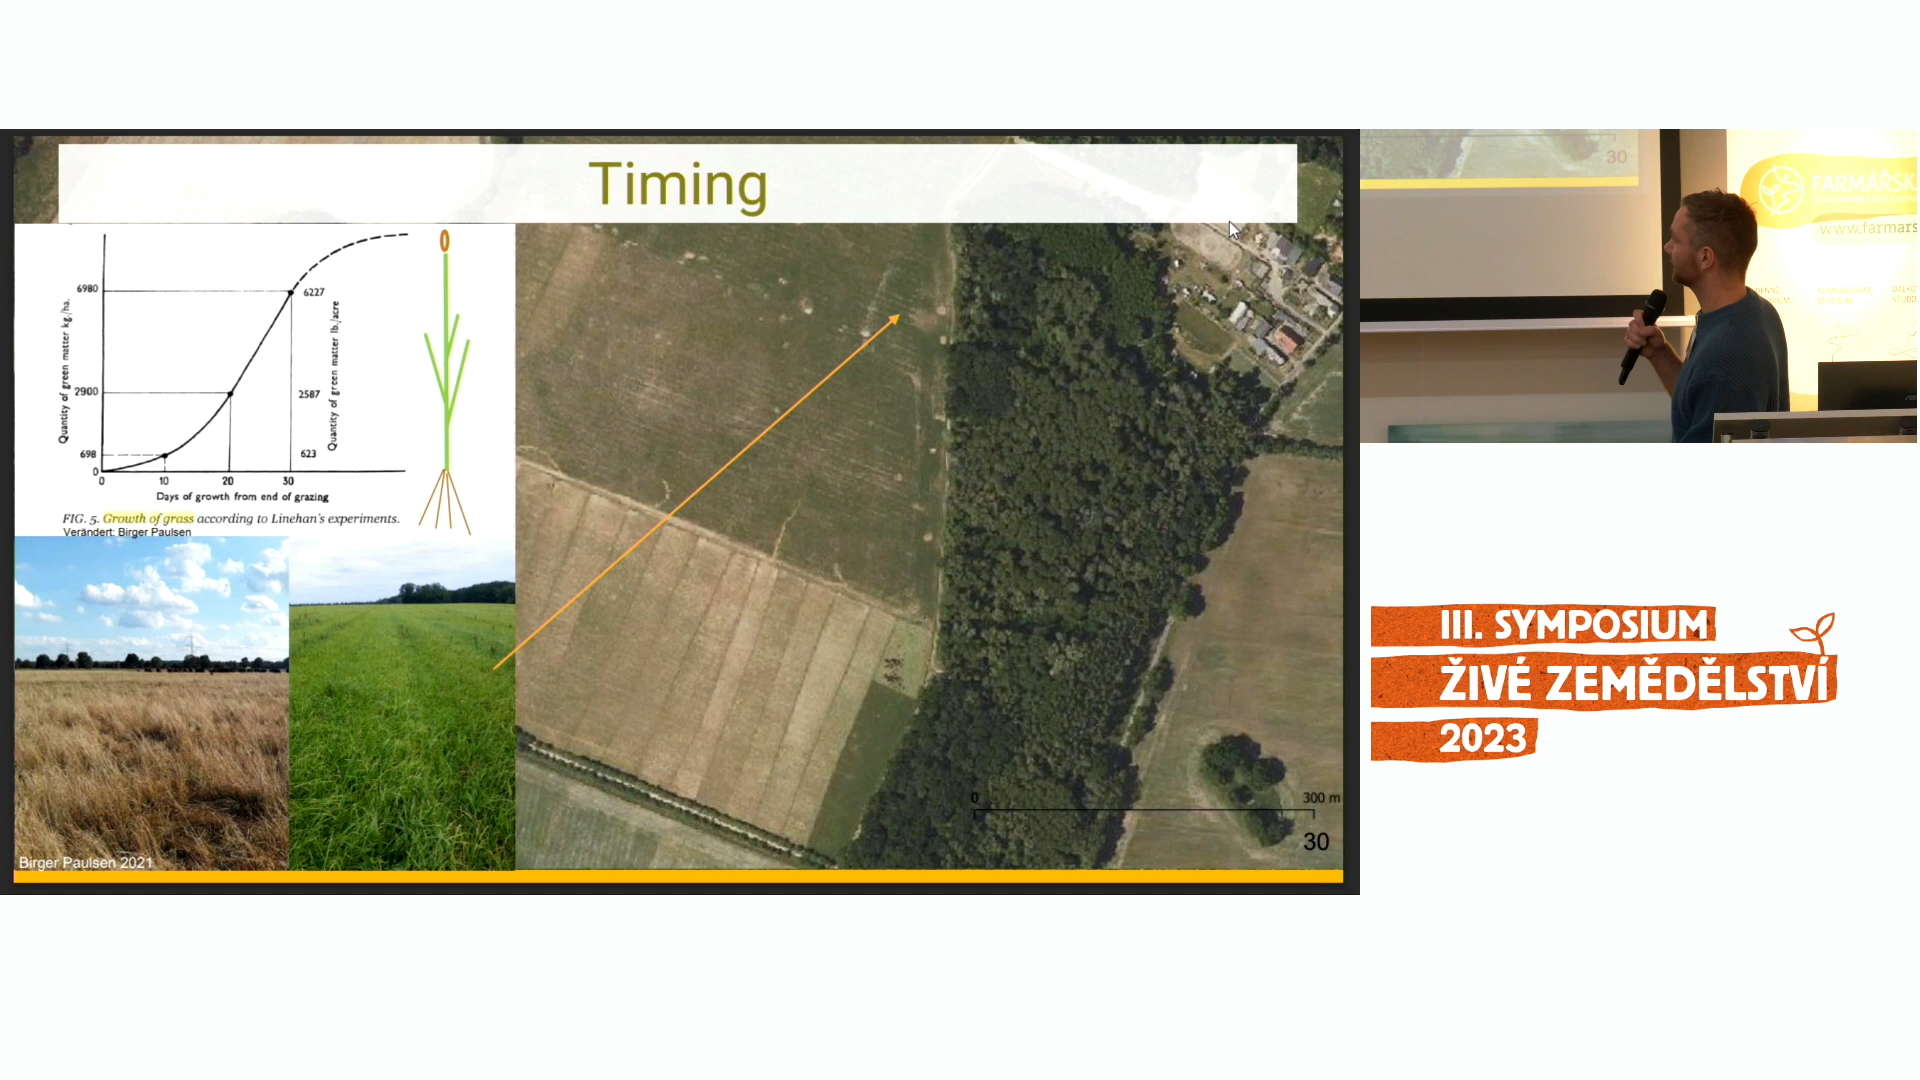 Timing
6980
2900
698
0
Quantity of green matter kg./ha.
6227
2587
623
Quantity of green matter lb./acre
0 10 20 30
Days of growth from end of grazing
FIG. 5. Growth of grass according to Linehan's experiments.
Verändert: Birger Paulsen
Birger Paulsen 2021
0 300 m
30
30
FARMÁŘSK
www.farmars
III. SYMPOSIUM
ŽIVÉ ZEMĚDĚLSTVÍ
2023